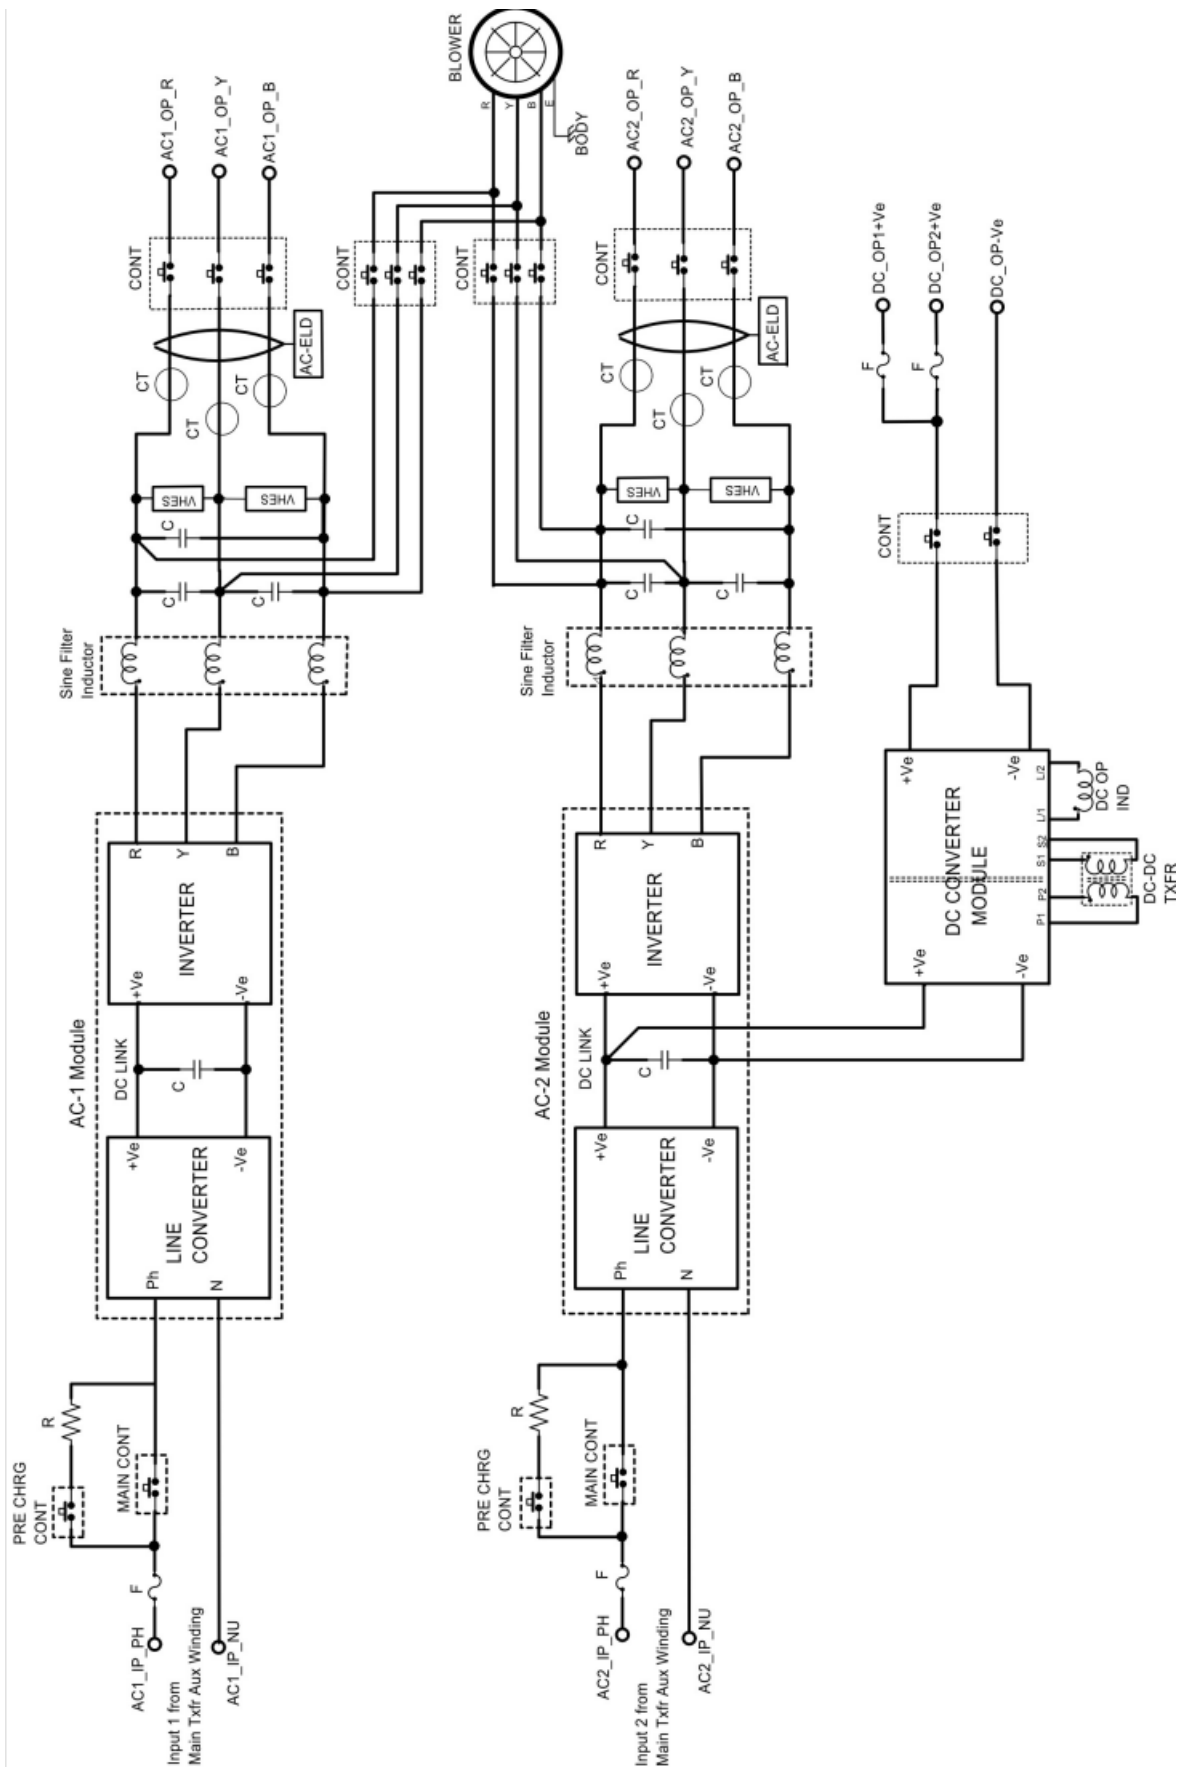 Input 1 from
Main Txfr Aux Winding
AC1_IP_PH
AC1_IP_NU
F
PRE CHRG
CONT
R
MAIN CONT
AC-1 Module
Ph
N
LINE
CONVERTER
+Ve
-Ve
DC LINK
C
+Ve
-Ve
INVERTER
R
Y
B
Sine Filter
Inductor
C
C
C
VHES
VHES
CT
CT
CT
AC-ELD
CONT
AC1_OP_R
AC1_OP_Y
AC1_OP_B
CONT
CONT
BLOWER
R
Y
B
E
BODY
Input 2 from
Main Txfr Aux Winding
AC2_IP_PH
AC2_IP_NU
F
PRE CHRG
CONT
R
MAIN CONT
AC-2 Module
Ph
N
LINE
CONVERTER
+Ve
-Ve
DC LINK
C
+Ve
-Ve
INVERTER
R
Y
B
Sine Filter
Inductor
C
C
C
VHES
VHES
CT
CT
CT
AC-ELD
CONT
AC2_OP_R
AC2_OP_Y
AC2_OP_B
+Ve
-Ve
DC CONVERTER
MODULE
+Ve
-Ve
P1
P2
S1
S2
L/1
L/2
DC-DC
TXFR
DC OP
IND
CONT
F
F
DC_OP1+Ve
DC_OP2+Ve
DC_OP-Ve